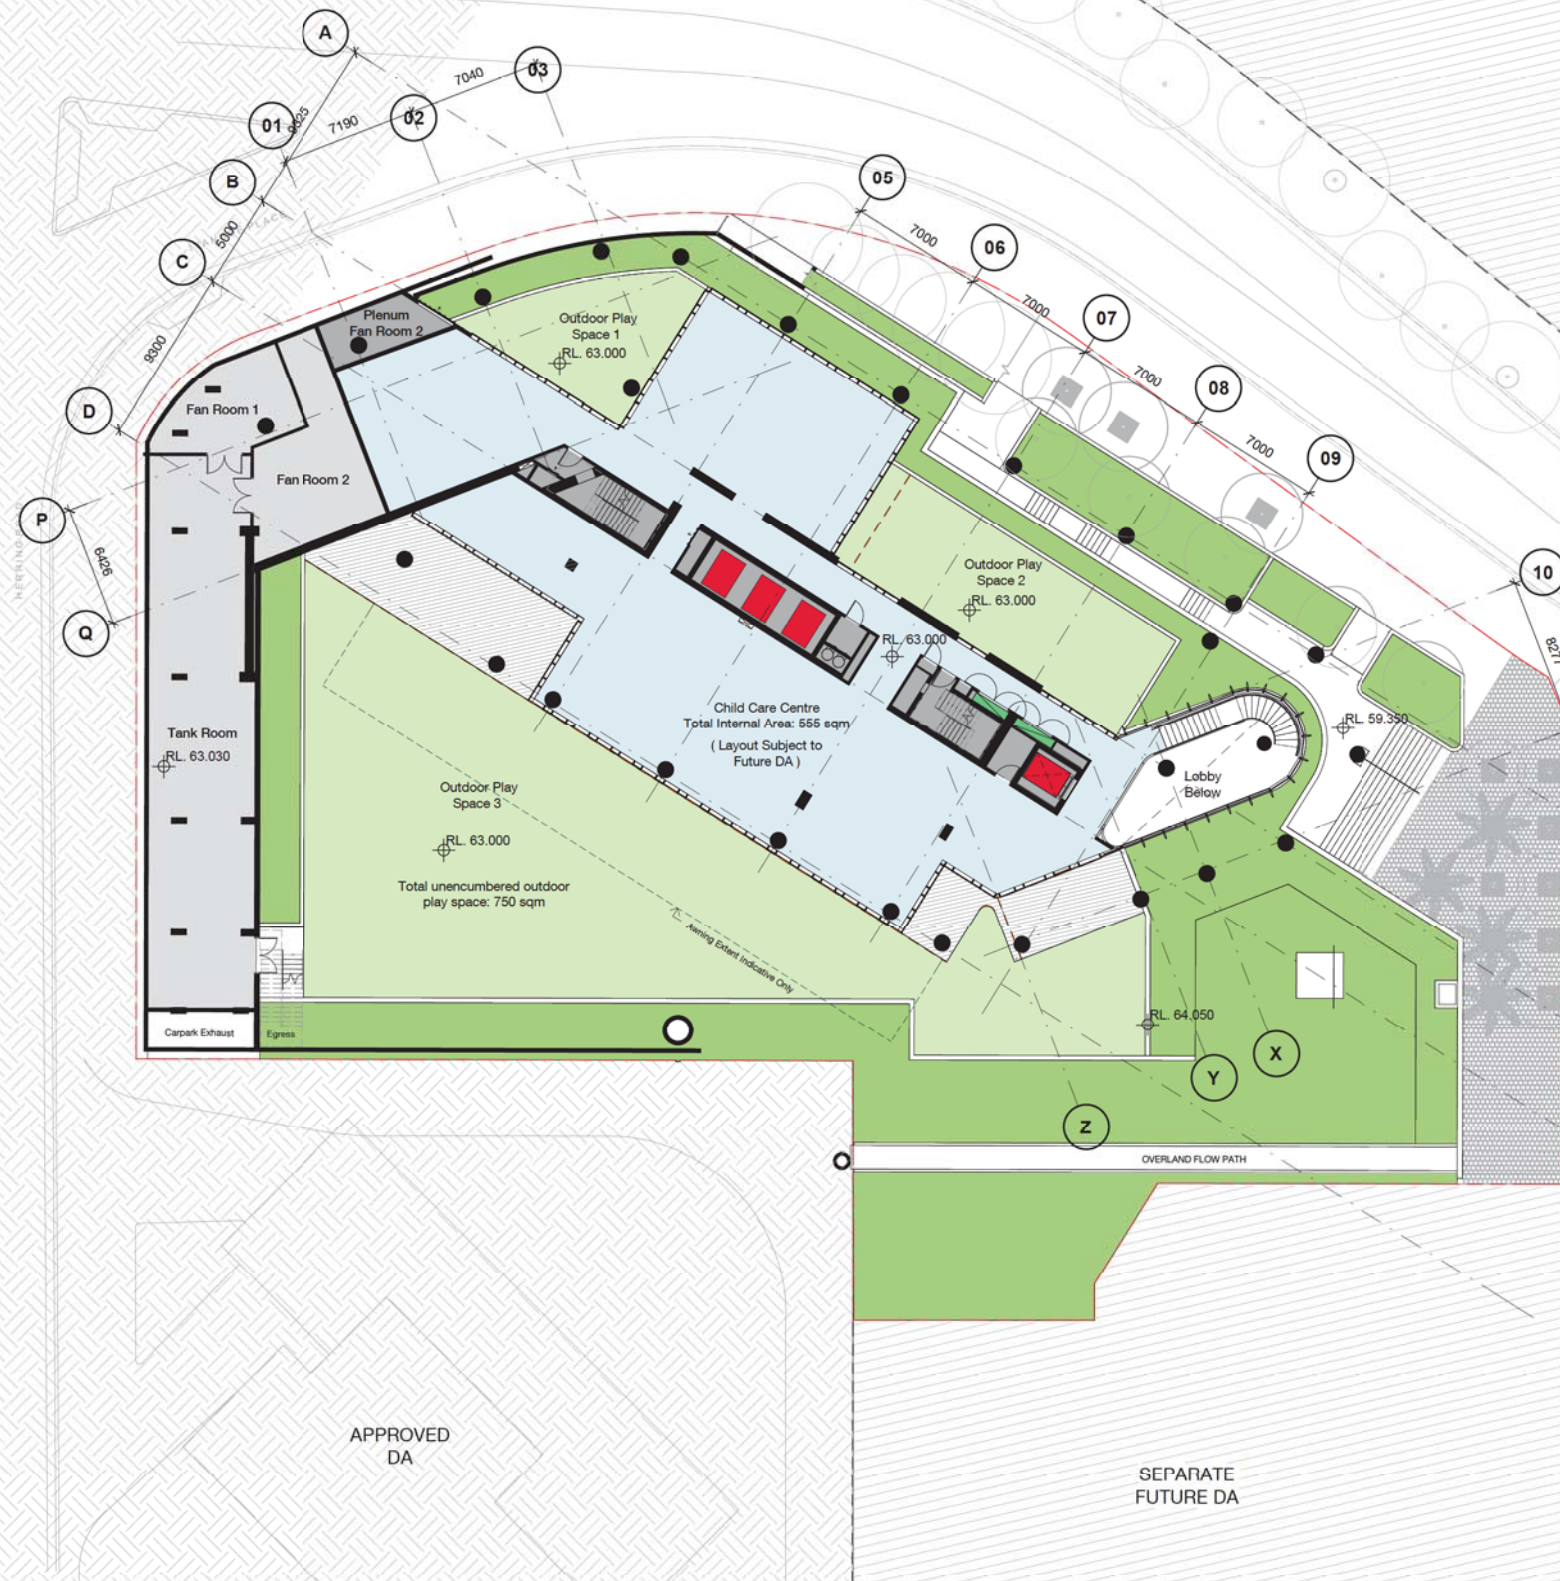 A
03
7040
9325
01
7190
02
B
5000
C
05
7000
06
7000
07
7000
08
7000
09
9300
D
Plenum
Fan Room 2
Outdoor Play
Space 1
RL. 63.000
Fan Room 1
Fan Room 2
P
6426
Q
10
8277
Outdoor Play
Space 2
RL. 63.000
RL. 63.000
Child Care Centre
Total Internal Area: 555 sqm
( Layout Subject to
Future DA )
Tank Room
RL. 63.030
RL. 59.350
Lobby
Below
Outdoor Play
Space 3
RL. 63.000
Total unencumbered outdoor
play space: 750 sqm
Awning Extent Indicative Only
Carpark Exhaust
Egress
RL. 64.050
X
Y
Z
OVERLAND FLOW PATH
APPROVED
DA
SEPARATE
FUTURE DA